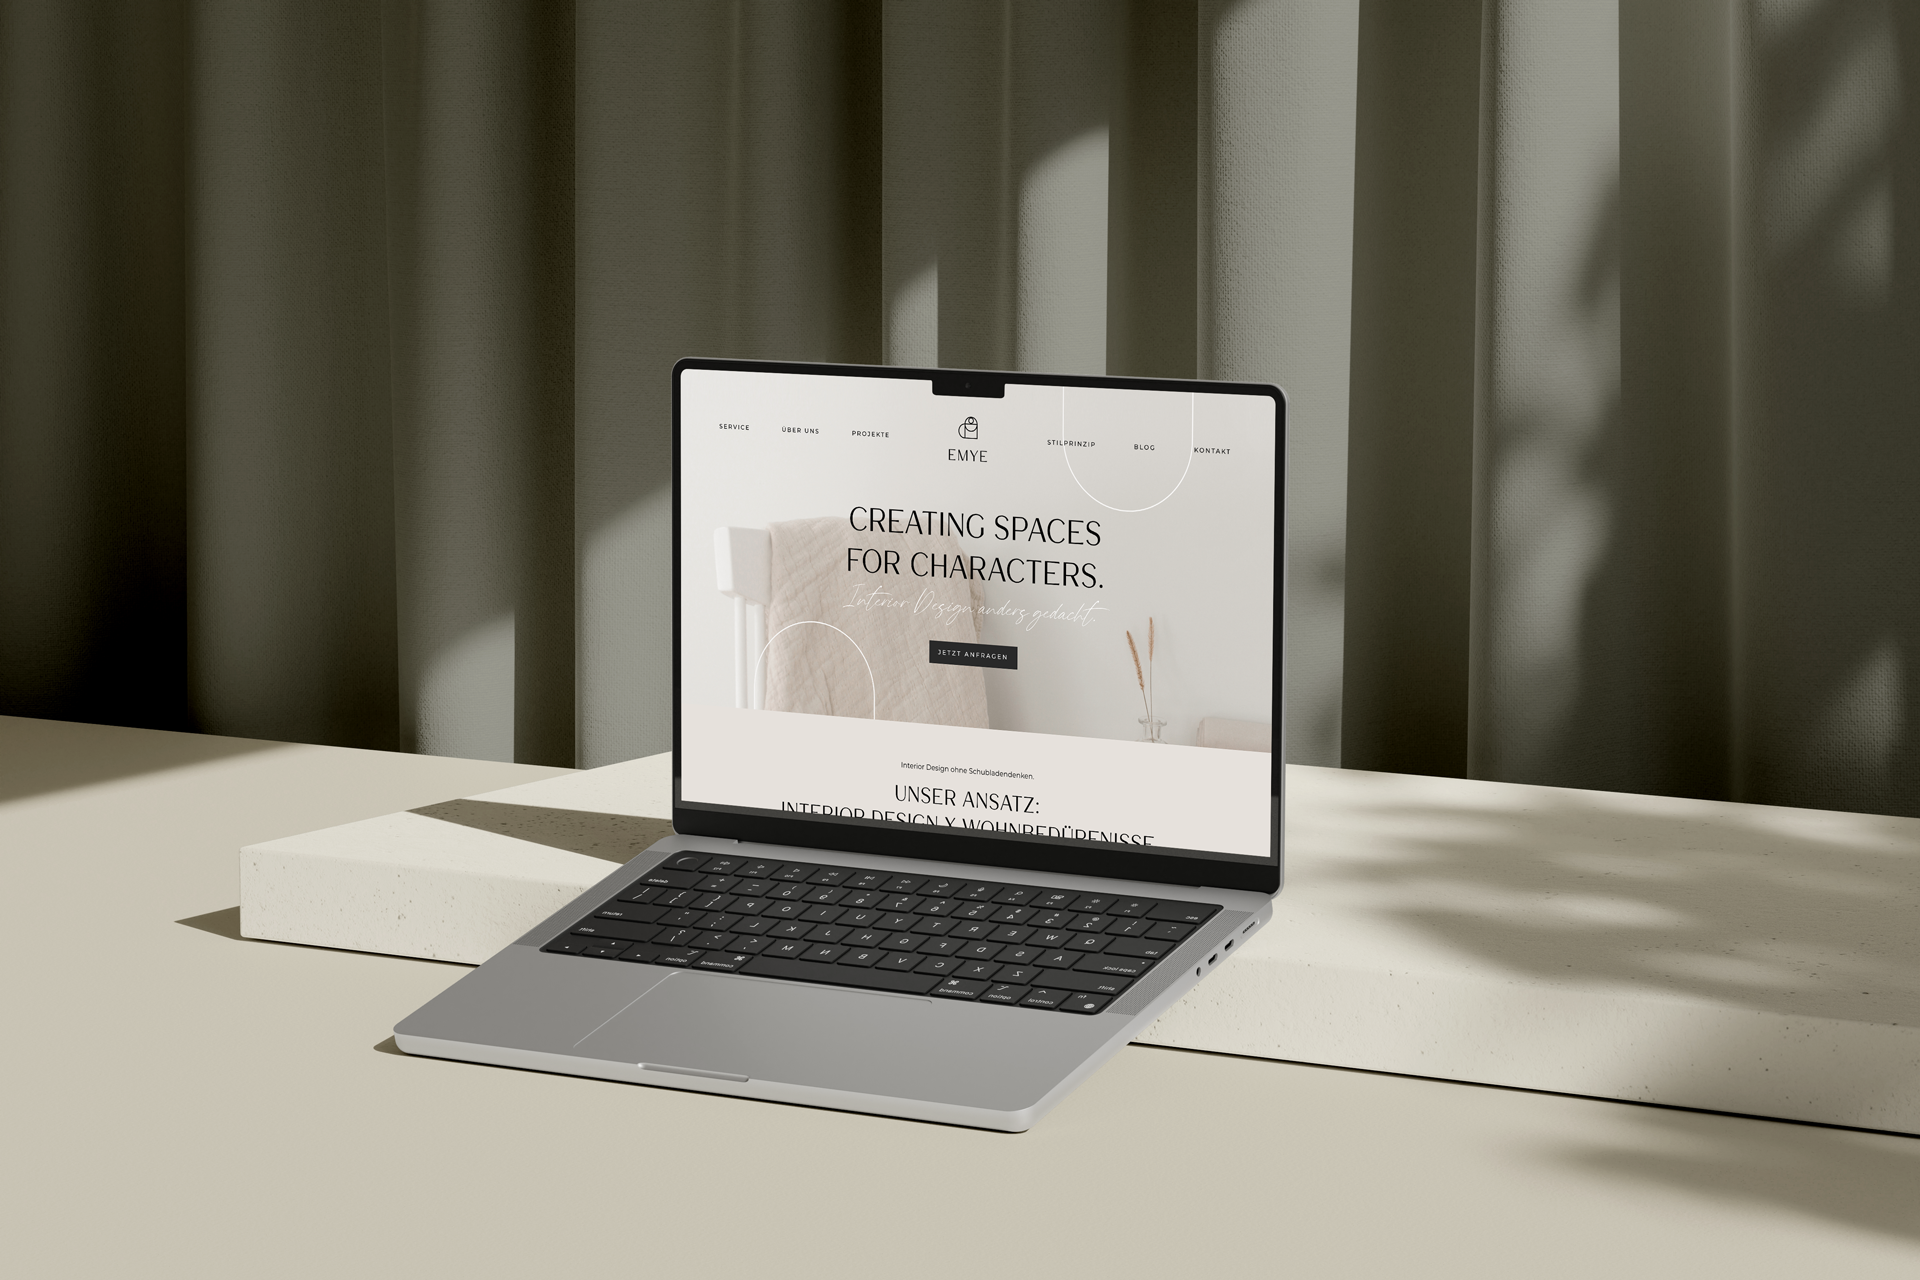 SERVICE
ÜBER UNS
PROJEKTE
EMYE
STILPRINZIP
BLOG
KONTAKT
CREATING SPACES
FOR CHARACTERS.
Interior Design anders gedacht.
JETZT ANFRAGEN
Interior Design ohne Schubladendenken.
UNSER ANSATZ:
INTERIOR DESIGN X WOHNBEDÜRFNISSE